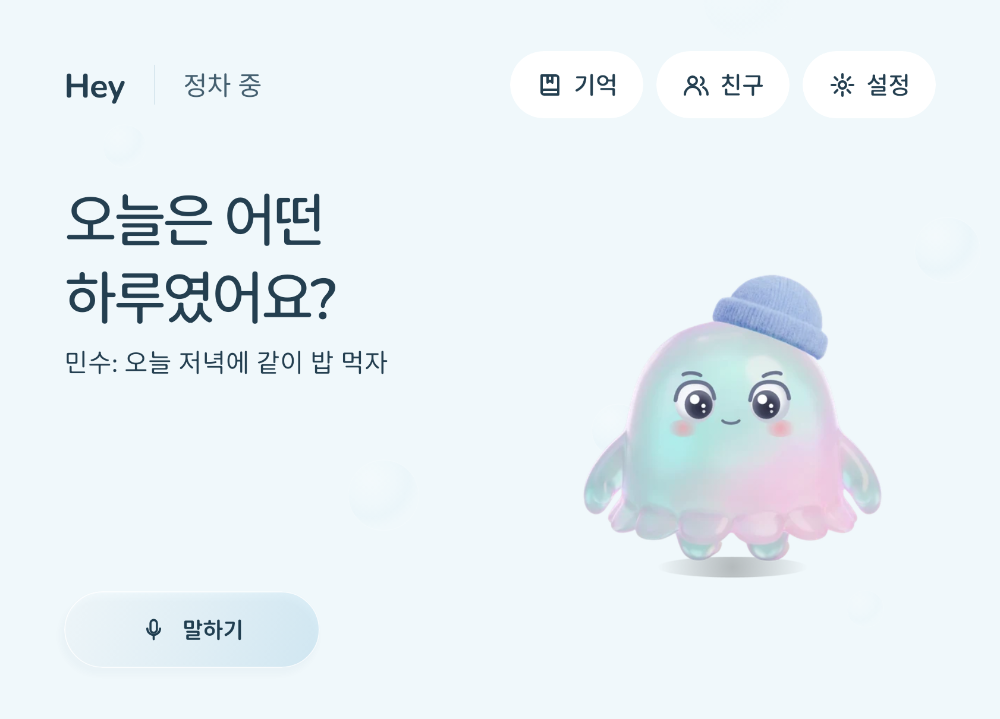 Hey
정차 중
기억
친구
설정
오늘은 어떤
하루였어요?
민수: 오늘 저녁에 같이 밥 먹자
말하기